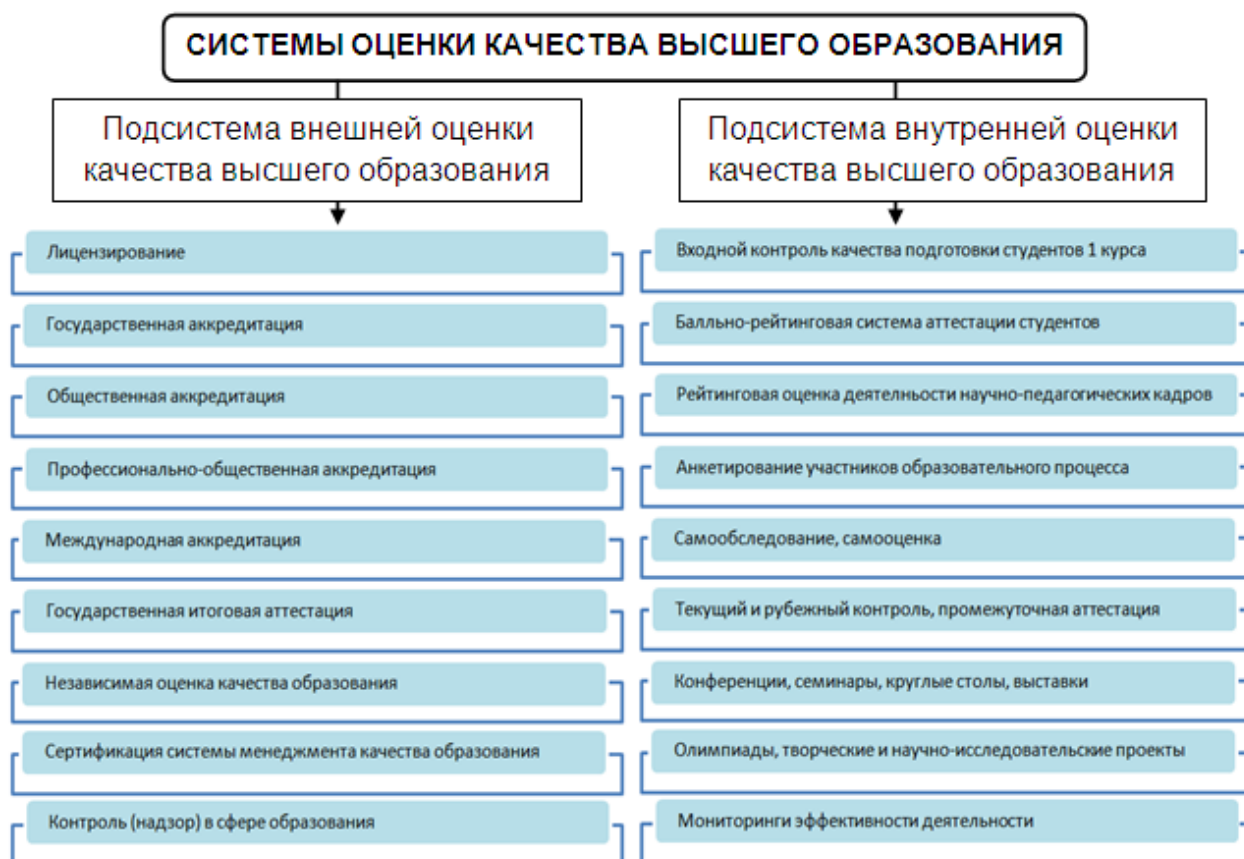 СИСТЕМЫ ОЦЕНКИ КАЧЕСТВА ВЫСШЕГО ОБРАЗОВАНИЯ
Подсистема внешней оценки
качества высшего образования
Лицензирование
Государственная аккредитация
Общественная аккредитация
Профессионально-общественная аккредитация
Международная аккредитация
Государственная итоговая аттестация
Независимая оценка качества образования
Сертификация системы менеджмента качества образования
Контроль (надзор) в сфере образования
Подсистема внутренней оценки
качества высшего образования
Входной контроль качества подготовки студентов 1 курса
Балльно-рейтинговая система аттестации студентов
Рейтинговая оценка деятелньости научно-педагогических кадров
Анкетирование участников образовательного процесса
Самообследование, самооценка
Текущий и рубежный контроль, промежуточная аттестация
Конференции, семинары, круглые столы, выставки
Олимпиады, творческие и научно-исследовательские проекты
Мониторинги эффективности деятельности